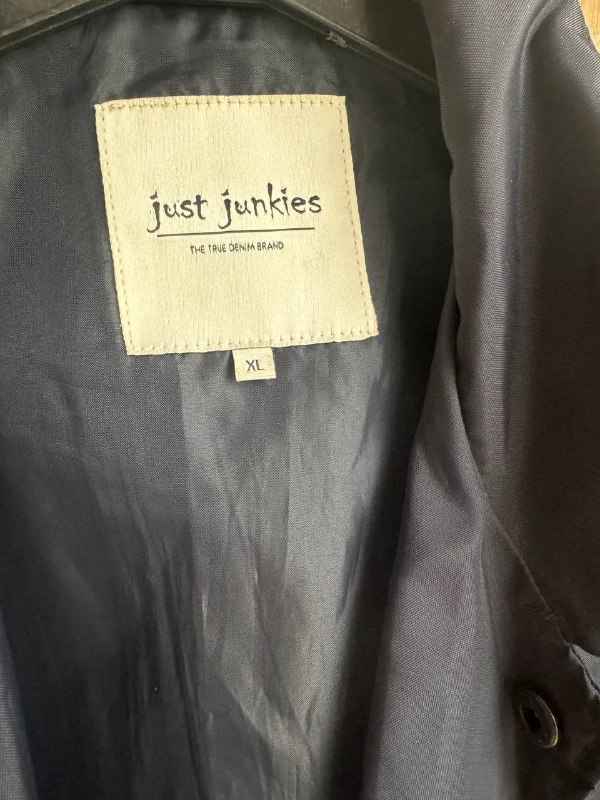 just junkies
THE TRUE DENIM BRAND
XL